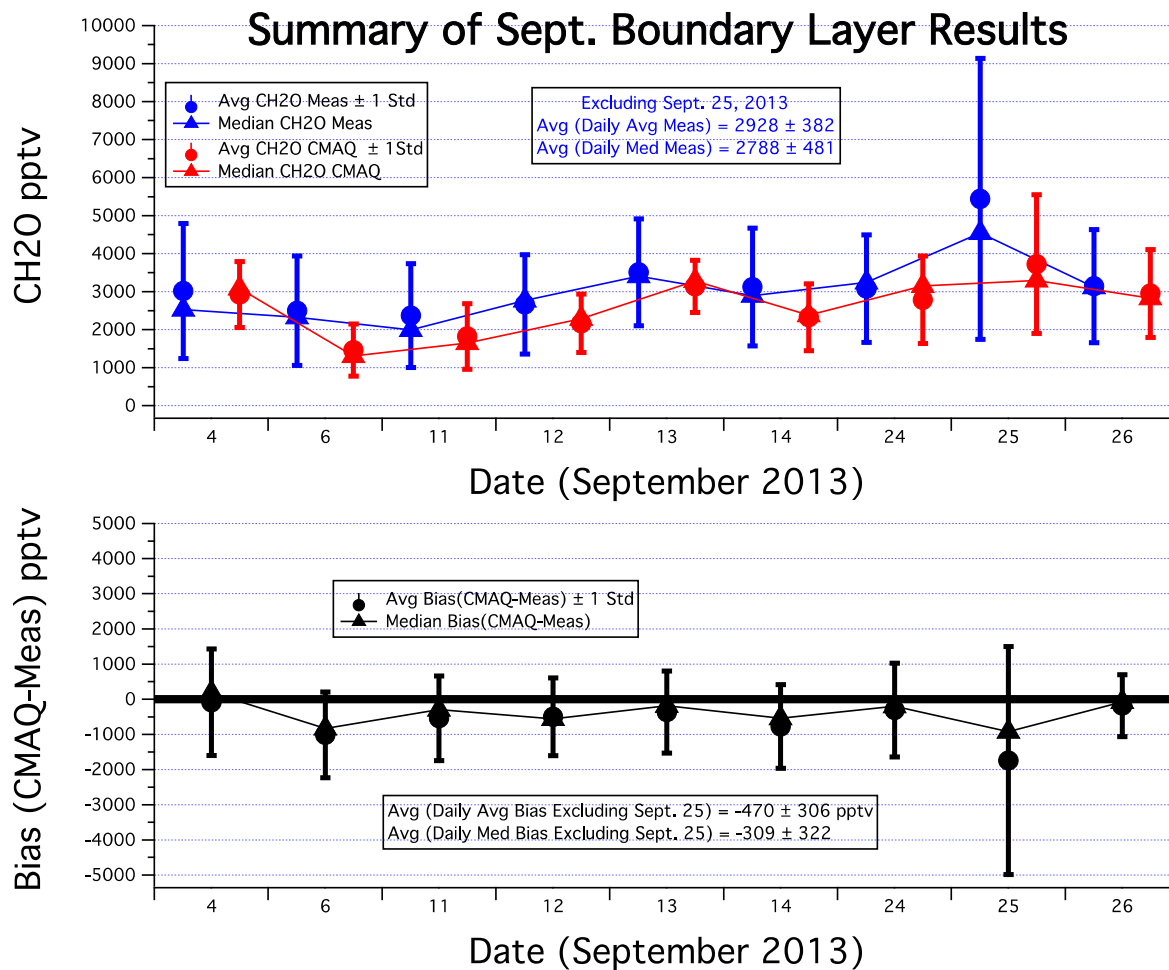 Summary of Sept. Boundary Layer Results
CH2O pptv
10000
9000
8000
7000
6000
5000
4000
3000
2000
1000
0
Avg CH2O Meas ± 1 Std
Median CH2O Meas
Avg CH2O CMAQ ± 1Std
Median CH2O CMAQ
Excluding Sept. 25, 2013
Avg (Daily Avg Meas) = 2928 ± 382
Avg (Daily Med Meas) = 2788 ± 481
4 6 11 12 13 14 24 25 26
Date (September 2013)
Bias (CMAQ-Meas) pptv
5000
4000
3000
2000
1000
0
-1000
-2000
-3000
-4000
-5000
Avg Bias(CMAQ-Meas) ± 1 Std
Median Bias(CMAQ-Meas)
Avg (Daily Avg Bias Excluding Sept. 25) = -470 ± 306 pptv
Avg (Daily Med Bias Excluding Sept. 25) = -309 ± 322
4 6 11 12 13 14 24 25 26
Date (September 2013)